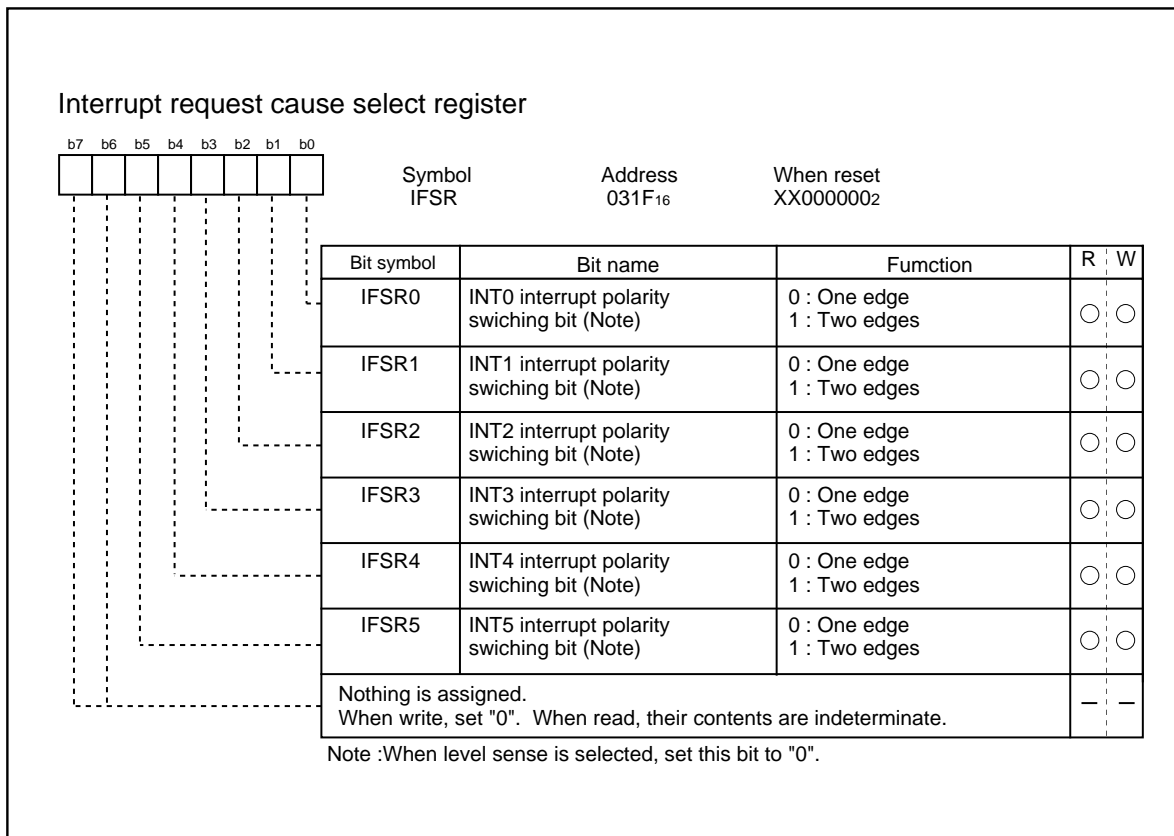 Interrupt request cause select register
b7 b6 b5 b4 b3 b2 b1 b0
Symbol Address When reset
IFSR 031F16 XX0000002
Bit symbol Bit name Fumction R W
IFSR0 INT0 interrupt polarity 0 : One edge
swiching bit (Note) 1 : Two edges
IFSR1 INT1 interrupt polarity 0 : One edge
swiching bit (Note) 1 : Two edges
IFSR2 INT2 interrupt polarity 0 : One edge
swiching bit (Note) 1 : Two edges
IFSR3 INT3 interrupt polarity 0 : One edge
swiching bit (Note) 1 : Two edges
IFSR4 INT4 interrupt polarity 0 : One edge
swiching bit (Note) 1 : Two edges
IFSR5 INT5 interrupt polarity 0 : One edge
swiching bit (Note) 1 : Two edges
Nothing is assigned.
When write, set "0". When read, their contents are indeterminate. – –
Note :When level sense is selected, set this bit to "0".